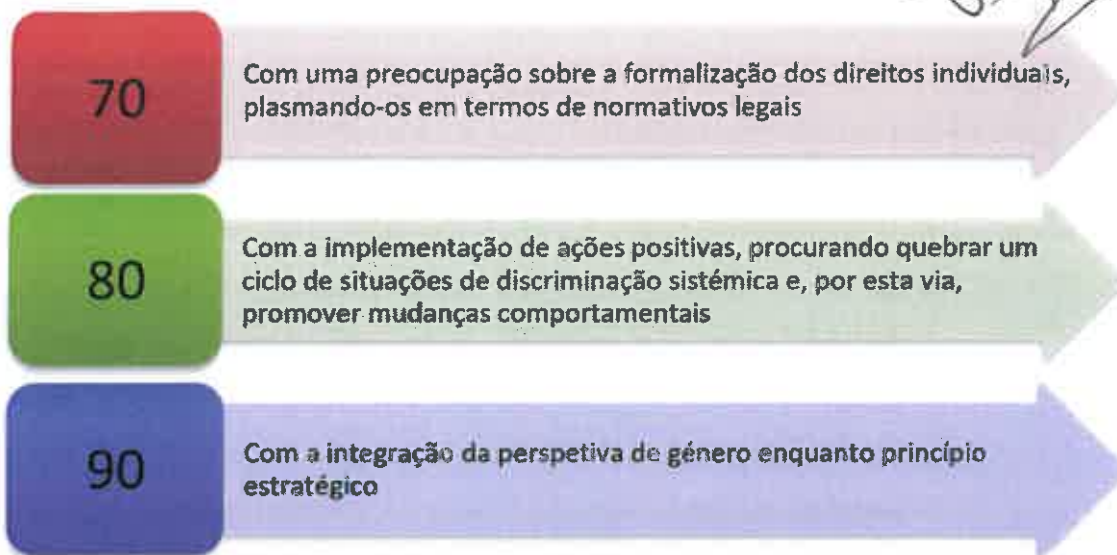 70
Com uma preocupação sobre a formalização dos direitos individuais,
plasmando-os em termos de normativos legais
80
Com a implementação de ações positivas, procurando quebrar um
ciclo de situações de discriminação sistémica e, por esta via,
promover mudanças comportamentais
90
Com a integração da perspetiva de género enquanto princípio
estratégico